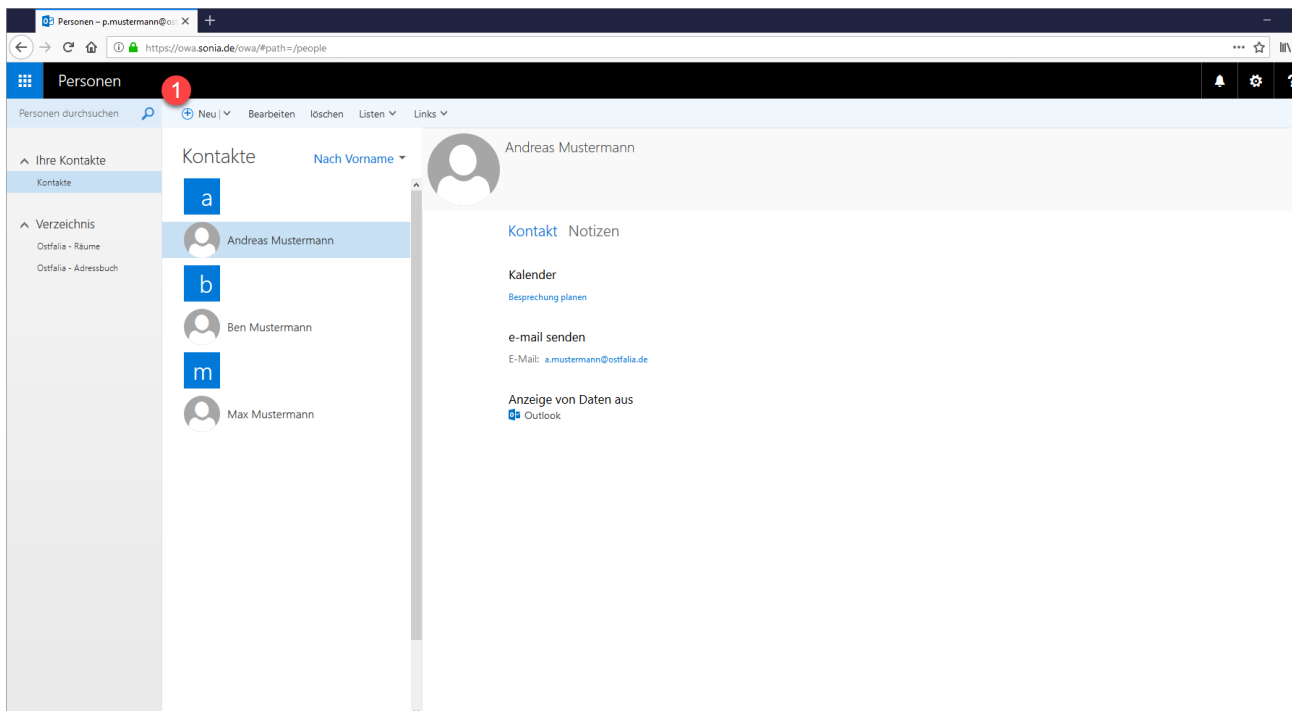 Personen – p.mustermann@os
https://owa.sonia.de/owa/#path=/people
Personen
1
?
Personen durchsuchen
Neu
Bearbeiten
löschen
Listen
Links
Ihre Kontakte
Kontakte
Verzeichnis
Ostfalia - Räume
Ostfalia - Adressbuch
Kontakte
Nach Vorname
a
Andreas Mustermann
b
Ben Mustermann
m
Max Mustermann
Andreas Mustermann
Kontakt Notizen
Kalender
Besprechung planen
e-mail senden
E-Mail: a.mustermann@ostfalia.de
Anzeige von Daten aus
Outlook